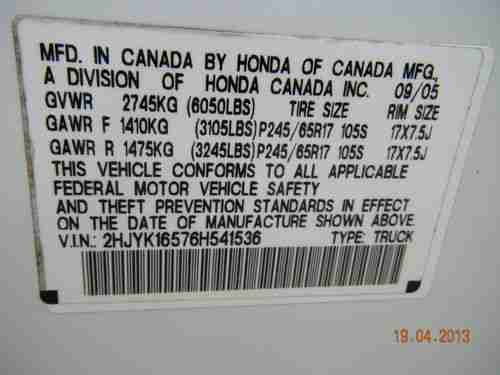 MFD. IN CANADA BY HONDA OF CANADA MFG.,
A DIVISION OF HONDA CANADA INC. 09/05
GVWR 2745KG (6050LBS) TIRE SIZE RIM SIZE
GAWR F 1410KG (3105LBS) P245/65R17 105S 17X7.5J
GAWR R 1475KG (3245LBS) P245/65R17 105S 17X7.5J
THIS VEHICLE CONFORMS TO ALL APPLICABLE
FEDERAL MOTOR VEHICLE SAFETY
AND THEFT PREVENTION STANDARDS IN EFFECT
ON THE DATE OF MANUFACTURE SHOWN ABOVE
V.I.N.: 2HJYK16576H541536 TYPE: TRUCK
19.04.2013